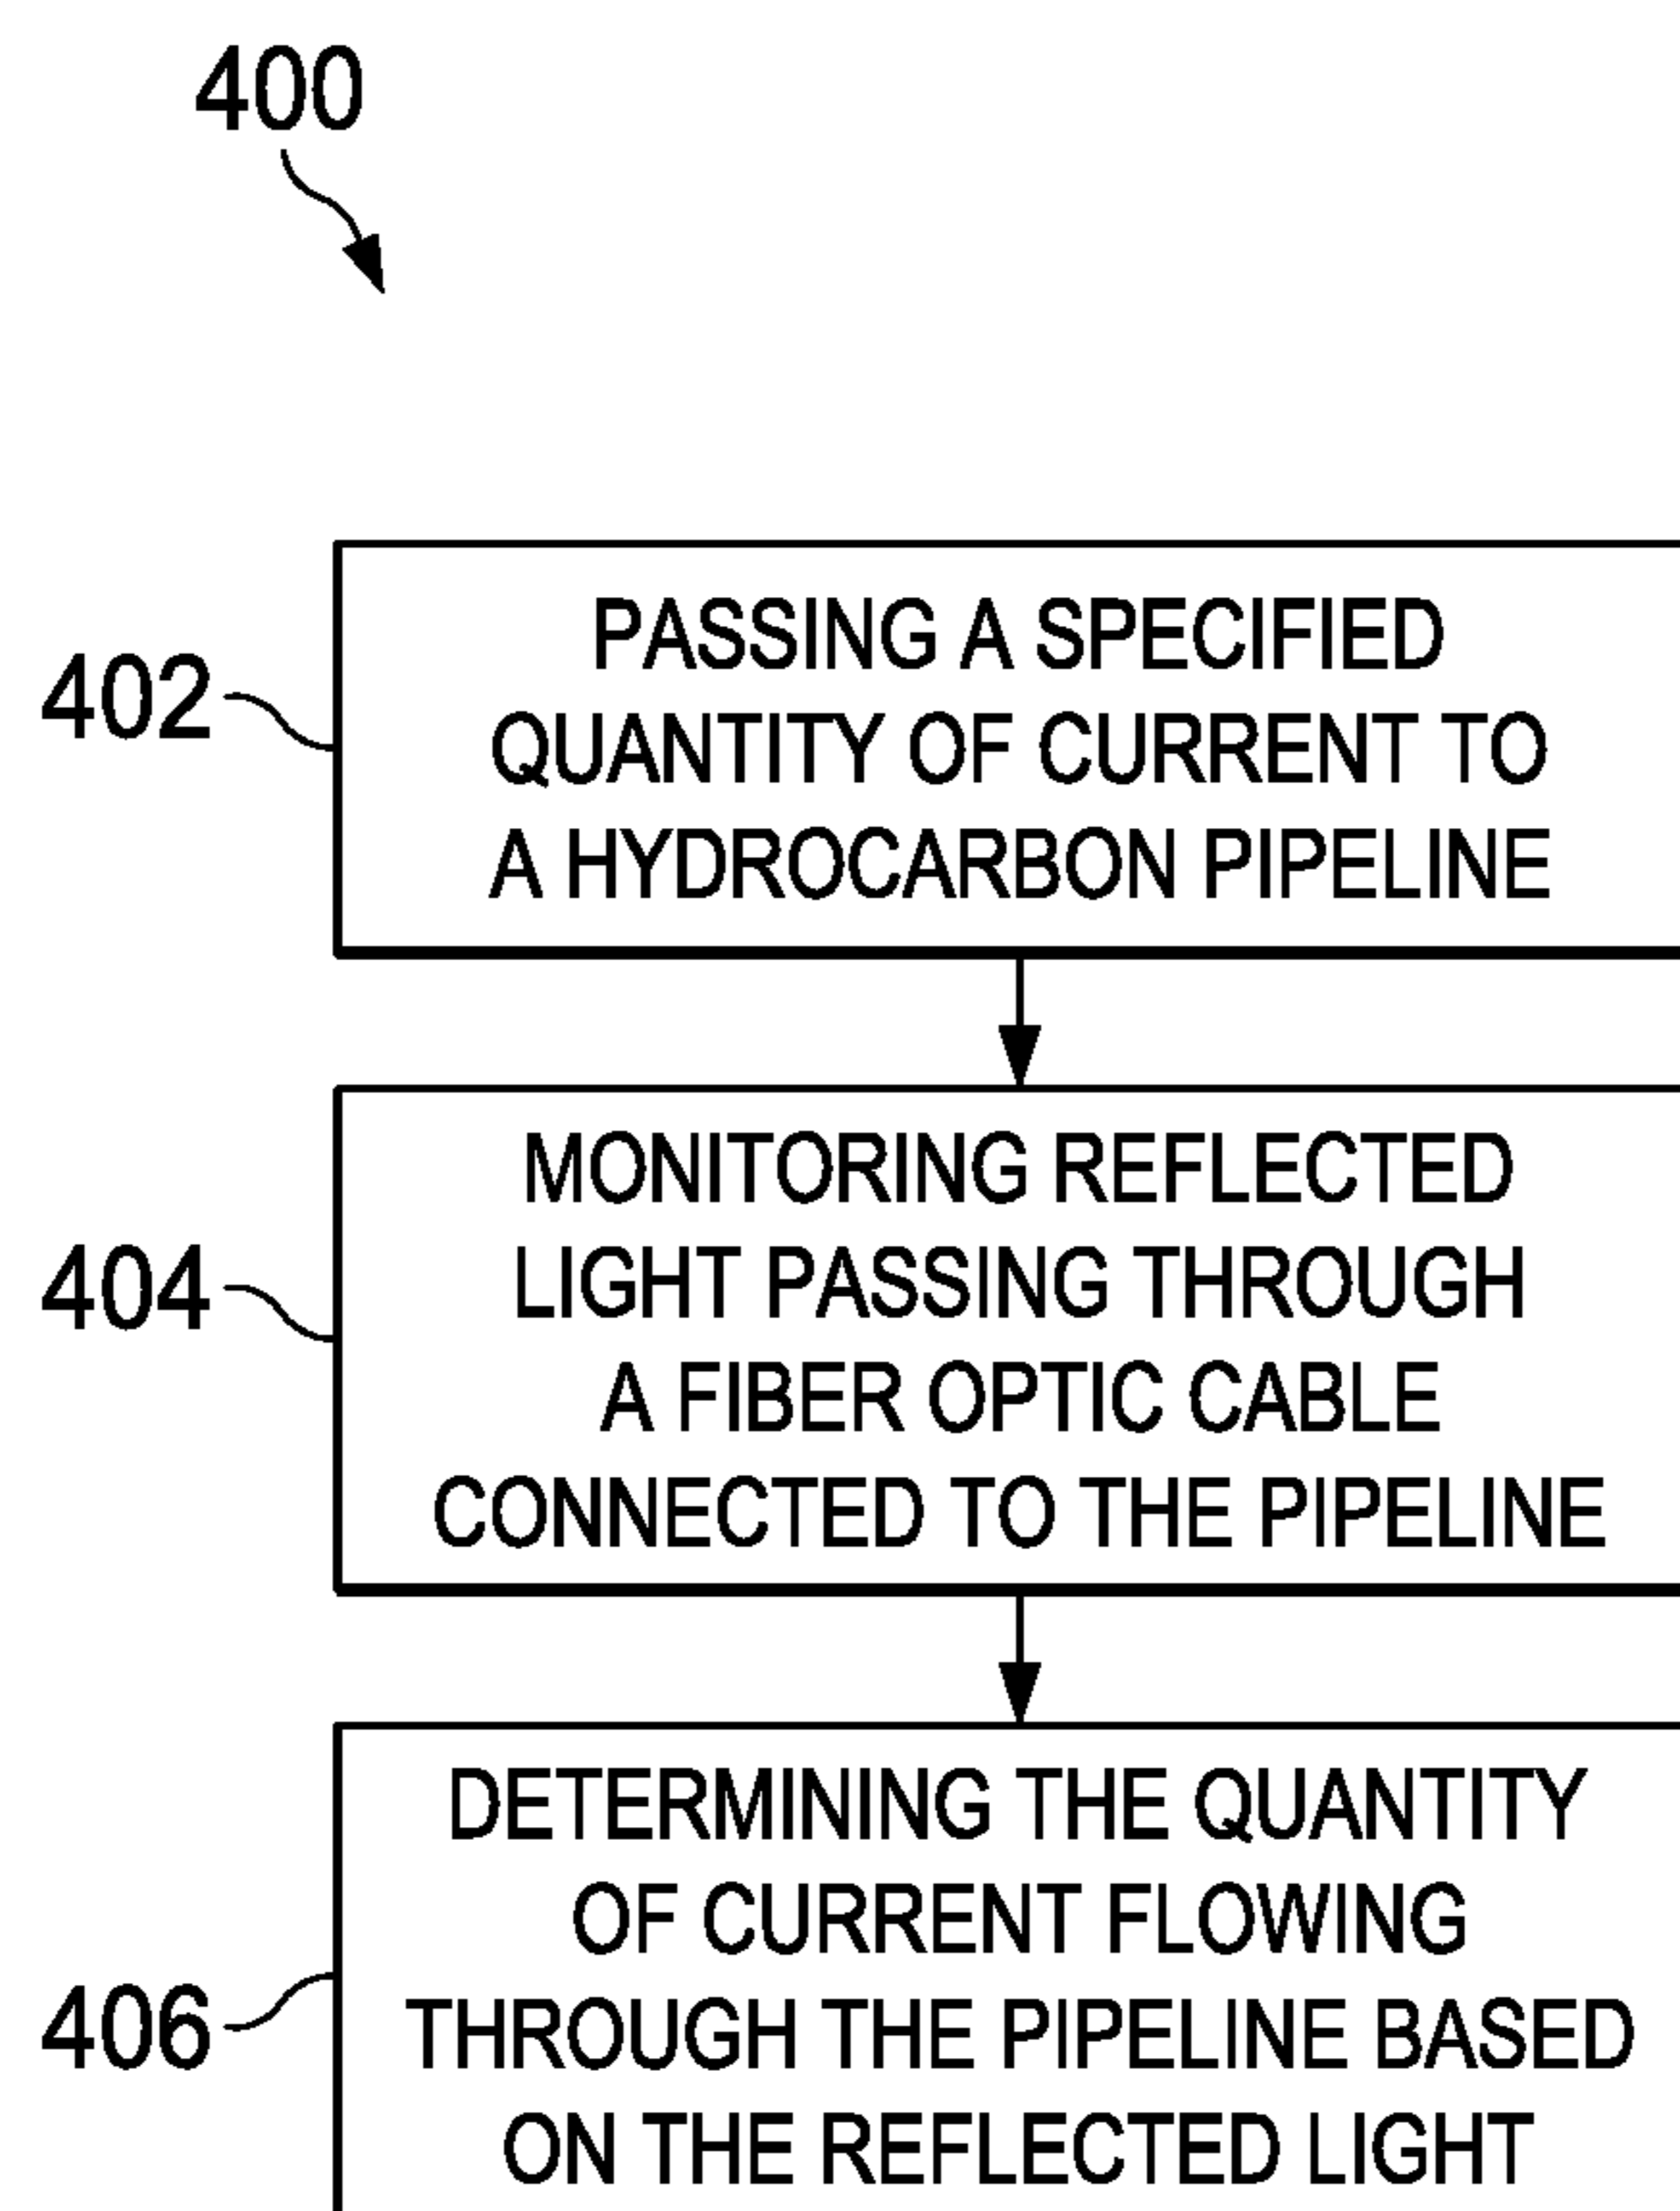 400
402
PASSING A SPECIFIED
QUANTITY OF CURRENT TO
A HYDROCARBON PIPELINE
404
MONITORING REFLECTED
LIGHT PASSING THROUGH
A FIBER OPTIC CABLE
CONNECTED TO THE PIPELINE
406
DETERMINING THE QUANTITY
OF CURRENT FLOWING
THROUGH THE PIPELINE BASED
ON THE REFLECTED LIGHT